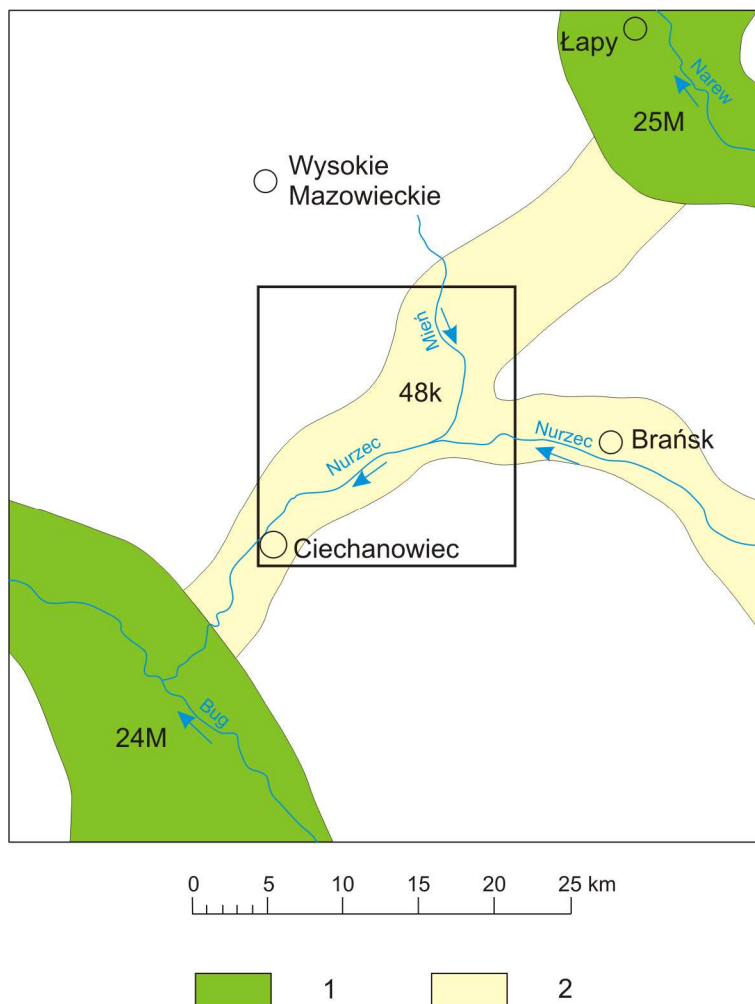 Łapy
Narew
25M
Wysokie
Mazowieckie
Mień
48k
Nurzec
Brańsk
Nurzec
Ciechanowiec
Bug
24M
0 5 10 15 20 25 km
1 2